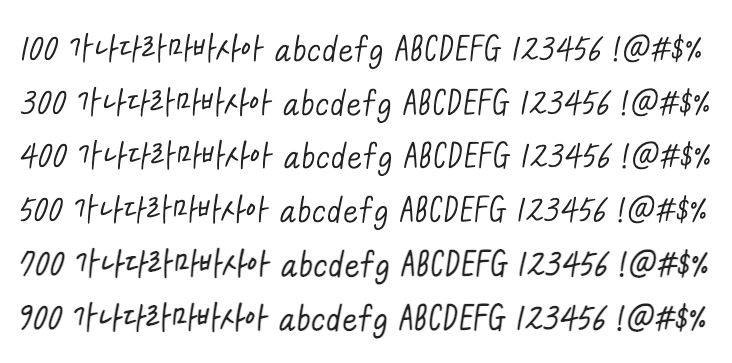 100 가나다라마바사아 abcdefg ABCDEFG 123456 !@#$%
300 가나다라마바사아 abcdefg ABCDEFG 123456 !@#$%
400 가나다라마바사아 abcdefg ABCDEFG 123456 !@#$%
500 가나다라마바사아 abcdefg ABCDEFG 123456 !@#$%
700 가나다라마바사아 abcdefg ABCDEFG 123456 !@#$%
900 가나다라마바사아 abcdefg ABCDEFG 123456 !@#$%